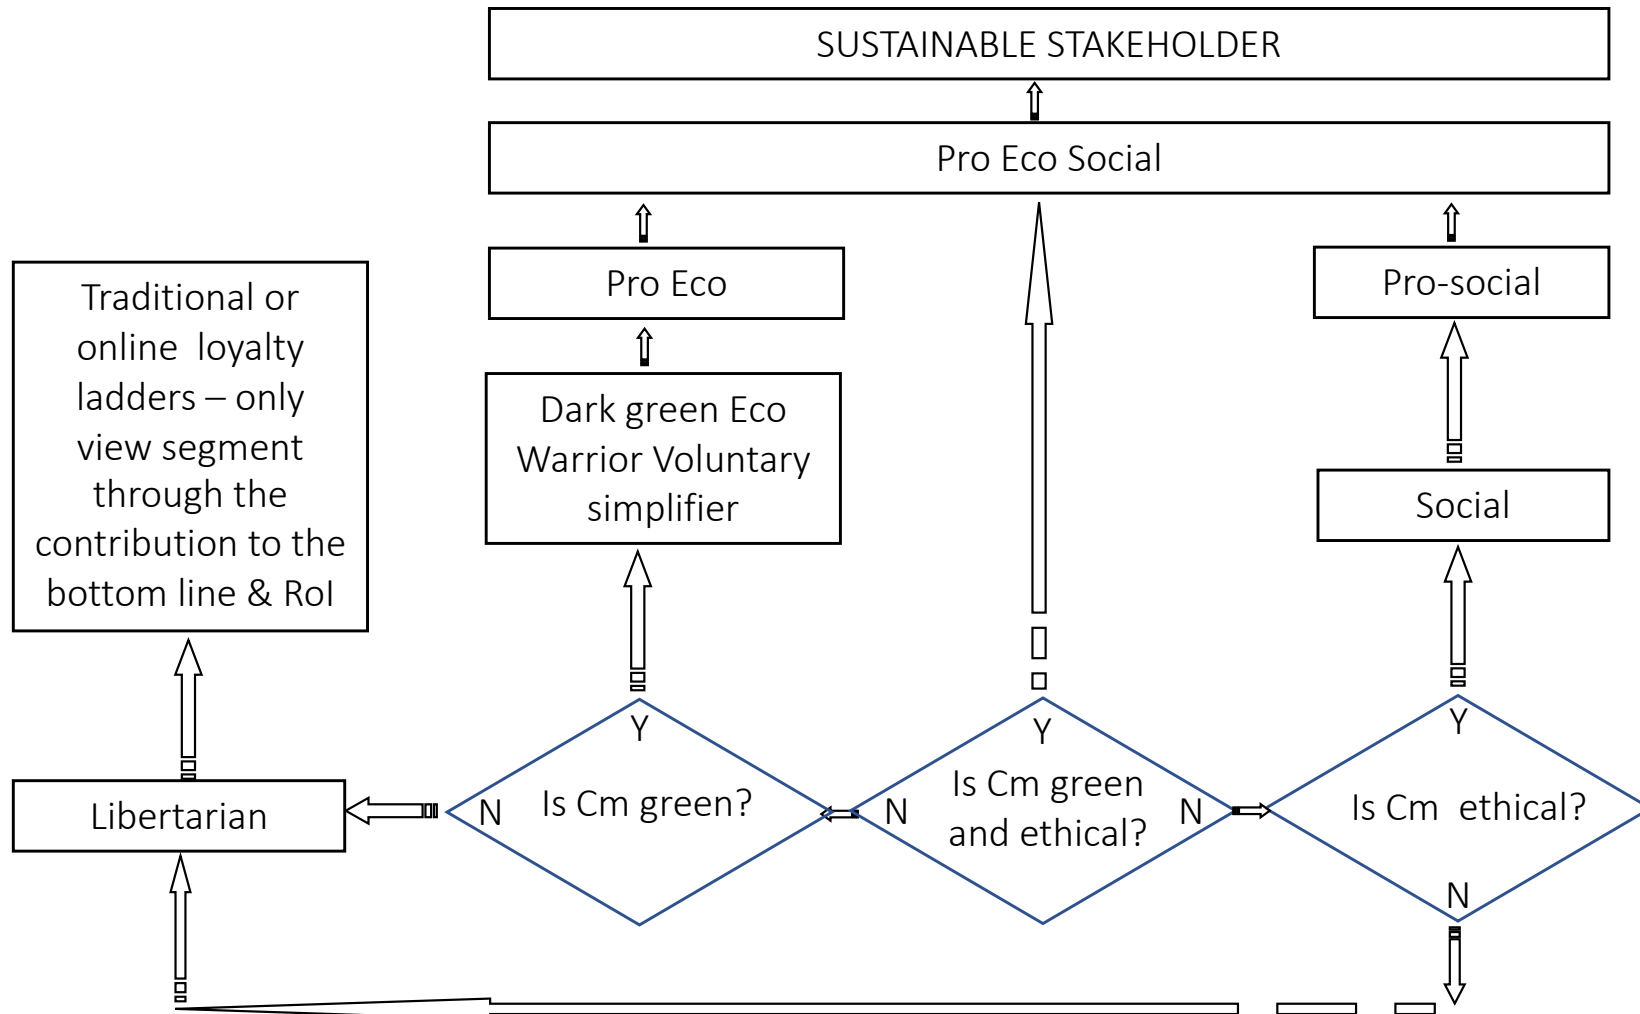 SUSTAINABLE STAKEHOLDER
Pro Eco Social
Pro Eco
Pro-social
Traditional or
online loyalty
ladders – only
view segment
through the
contribution to the
bottom line & RoI
Dark green Eco
Warrior Voluntary
simplifier
Social
Libertarian
Y
N
Is Cm green?
Y
N
Is Cm green
and ethical?
N
Y
Is Cm ethical?
N